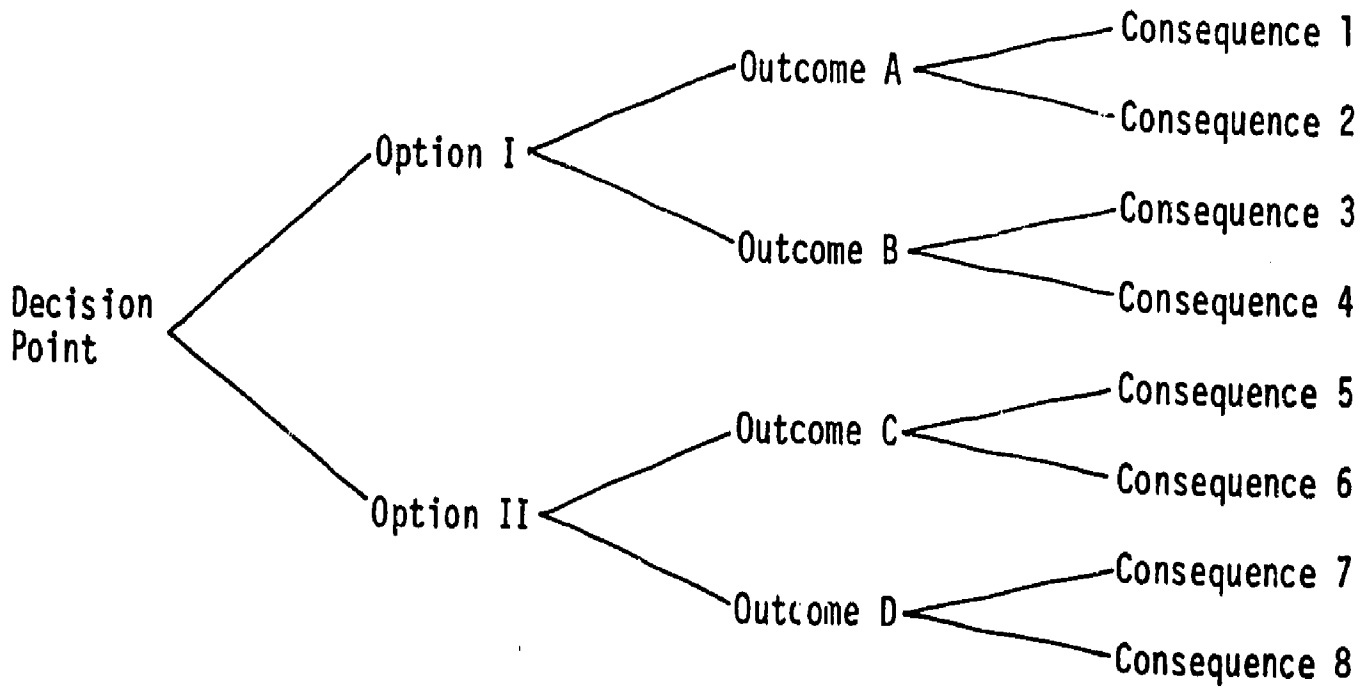 Consequence 1
Outcome A
Consequence 2
Option I
Consequence 3
Outcome B
Consequence 4
Decision
Point
Consequence 5
Outcome C
Consequence 6
Option II
Consequence 7
Outcome D
Consequence 8